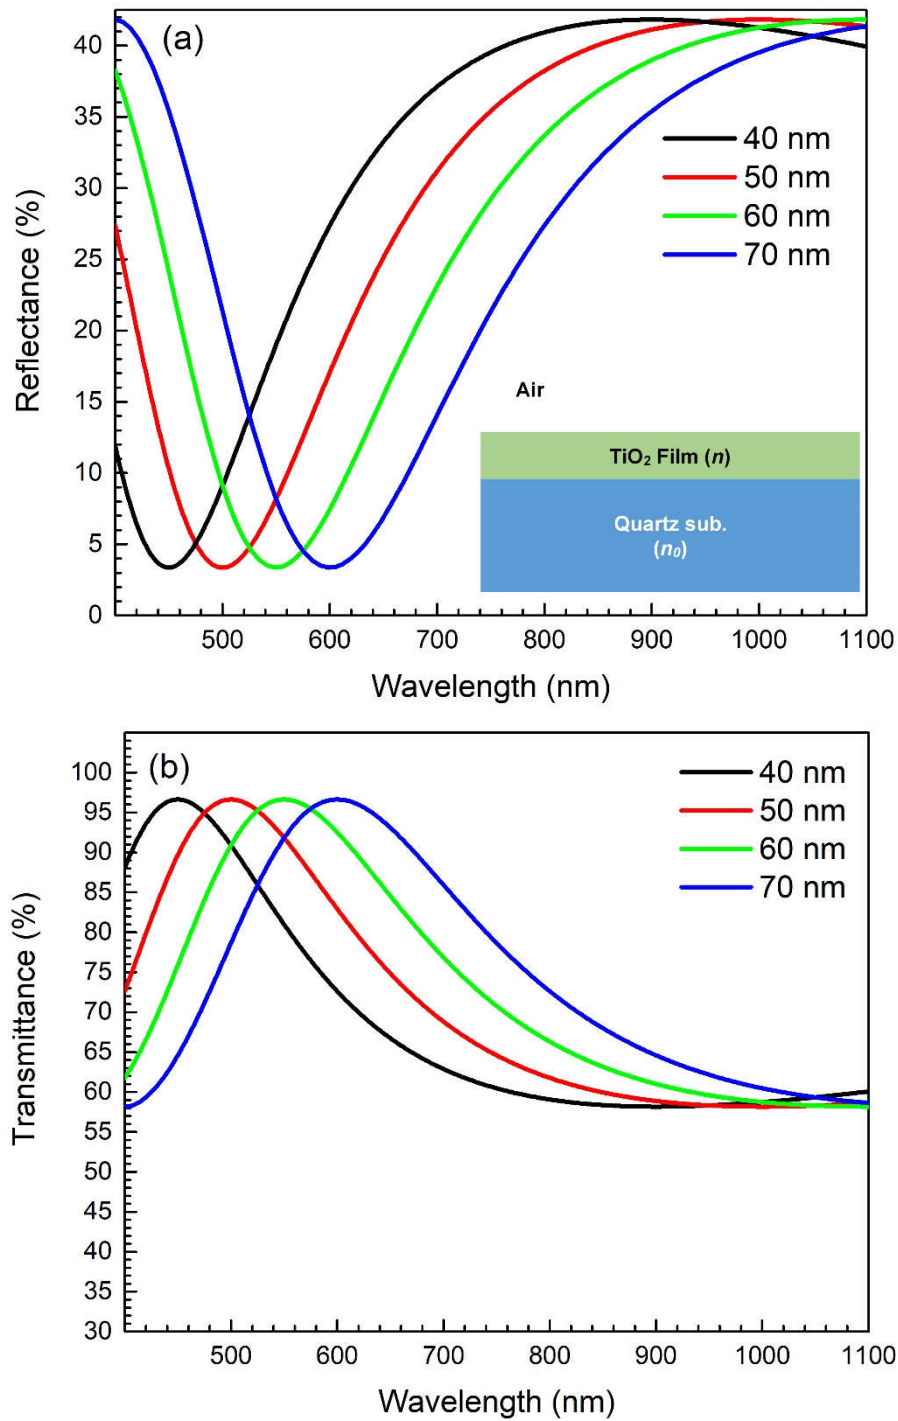 (a)
40
35
30
25
20
15
10
5
0
Reflectance (%)
40 nm
50 nm
60 nm
70 nm
Air
TiO₂ Film (n)
Quartz sub.
(n₀)
500 600 700 800 900 1000 1100
Wavelength (nm)
(b)
100
95
90
85
80
75
70
65
60
55
50
45
40
35
30
Transmittance (%)
40 nm
50 nm
60 nm
70 nm
500 600 700 800 900 1000 1100
Wavelength (nm)